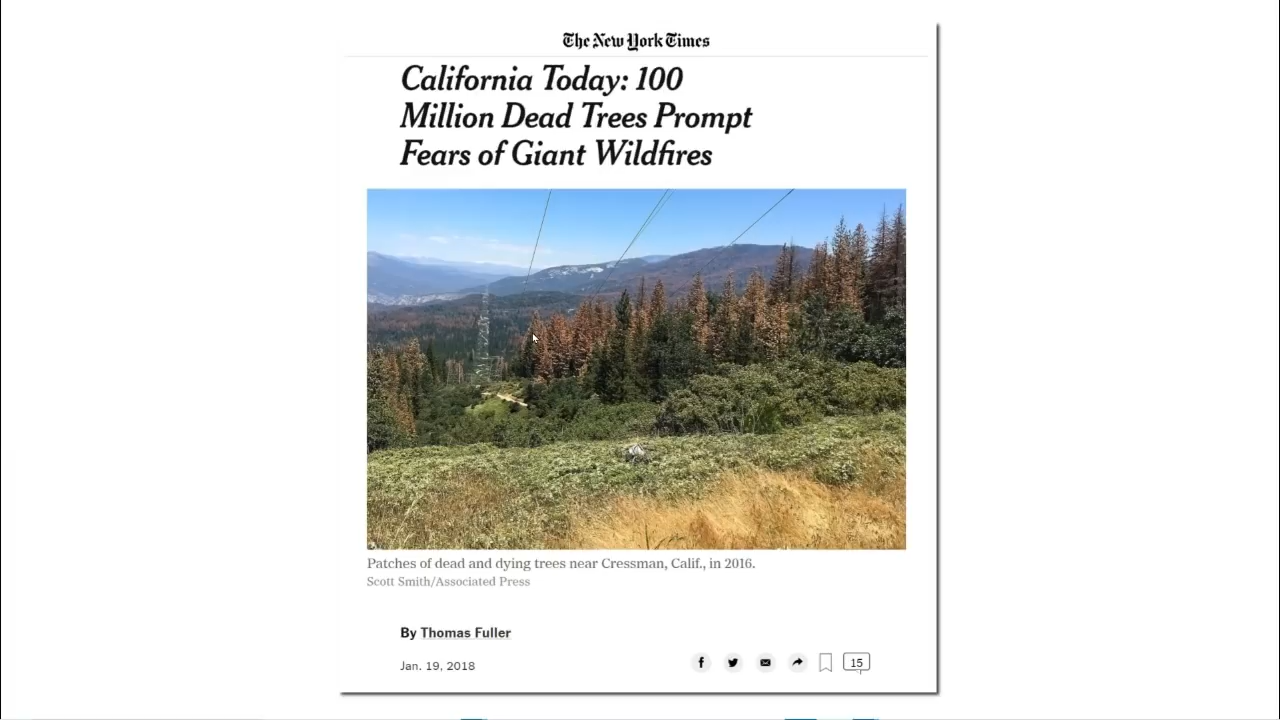 The New York Times
California Today: 100
Million Dead Trees Prompt
Fears of Giant Wildfires
Patches of dead and dying trees near Cressman, Calif., in 2016.
Scott Smith/Associated Press
By Thomas Fuller
Jan. 19, 2018
15